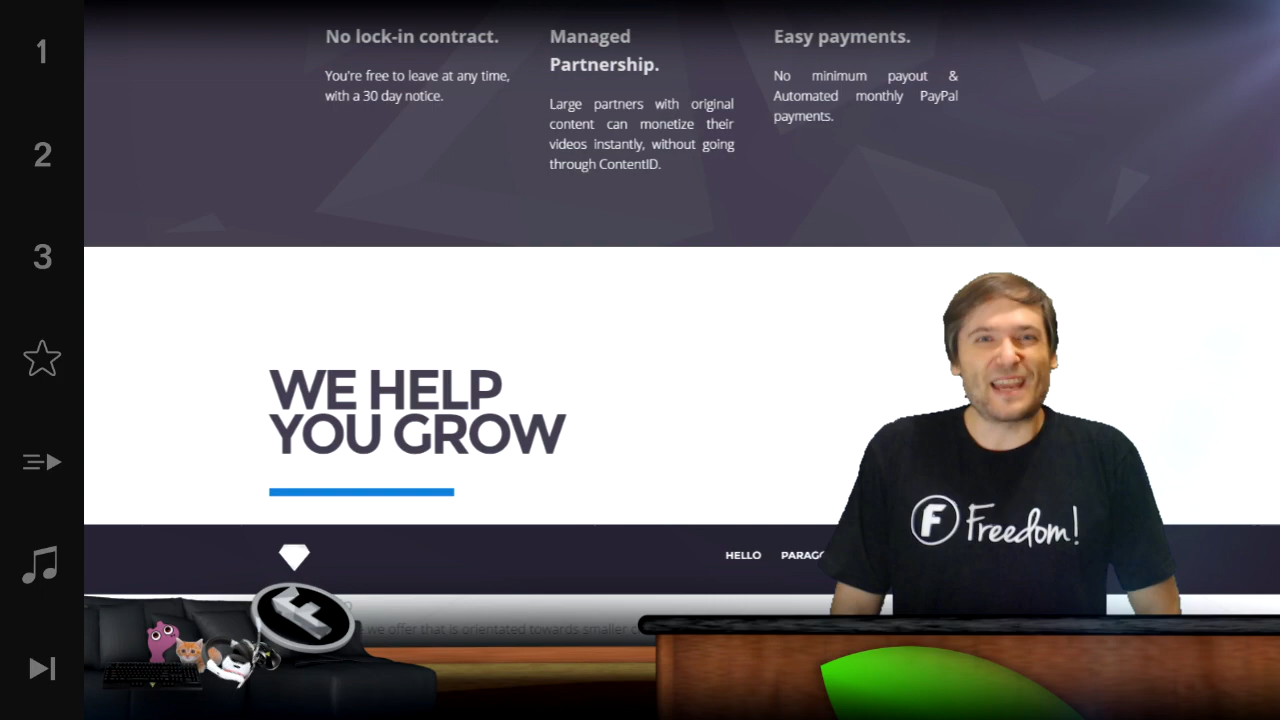 1
2
3
No lock-in contract.
You're free to leave at any time,
with a 30 day notice.
Managed
Partnership.
Large partners with original
content can monetize their
videos instantly, without going
through ContentID.
Easy payments.
No minimum payout &
Automated monthly PayPal
payments.
WE HELP
YOU GROW
F Freedom!
HELLO PARAGO
F
we offer that is orientated towards smaller c